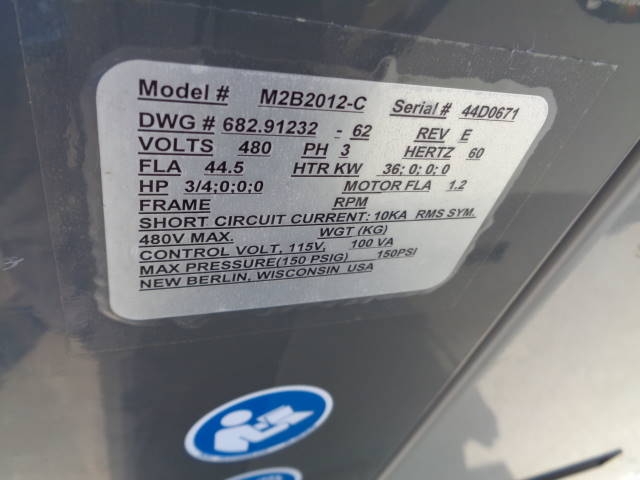 Model # M2B2012-C Serial # 44D0671
DWG # 682.91232 - 62 REV E
VOLTS 480 PH 3 HERTZ 60
FLA 44.5 HTR KW 36; 0; 0; 0
HP 3/4;0;0;0 MOTOR FLA 1.2
FRAME RPM
SHORT CIRCUIT CURRENT: 10KA RMS SYM.
480V MAX. WGT (KG)
CONTROL VOLT, 115V, 100 VA
MAX PRESSURE(150 PSIG) 150PSI
NEW BERLIN, WISCONSIN USA